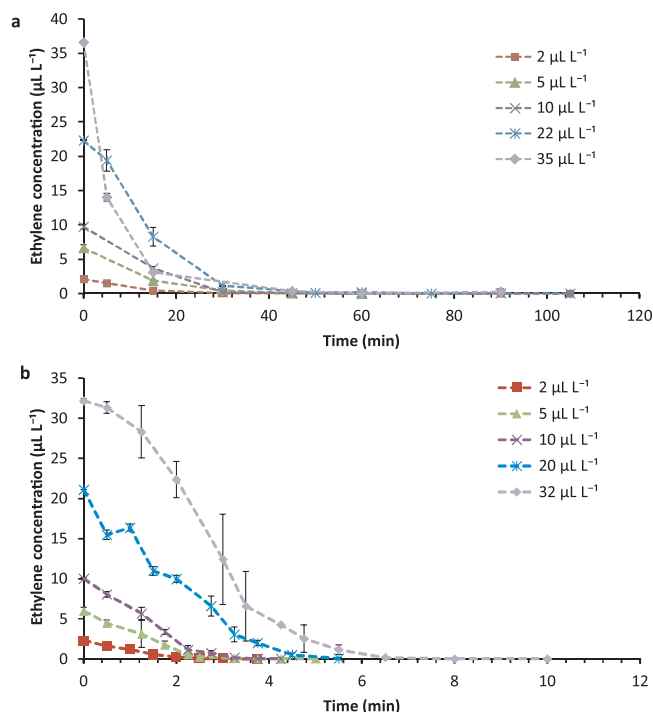 a
Ethylene concentration (µL L⁻¹)
40
35
30
25
20
15
10
5
0
0 20 40 60 80 100 120
Time (min)
2 µL L⁻¹
5 µL L⁻¹
10 µL L⁻¹
22 µL L⁻¹
35 µL L⁻¹
b
Ethylene concentration (µL L⁻¹)
35
30
25
20
15
10
5
0
0 2 4 6 8 10 12
Time (min)
2 µL L⁻¹
5 µL L⁻¹
10 µL L⁻¹
20 µL L⁻¹
32 µL L⁻¹